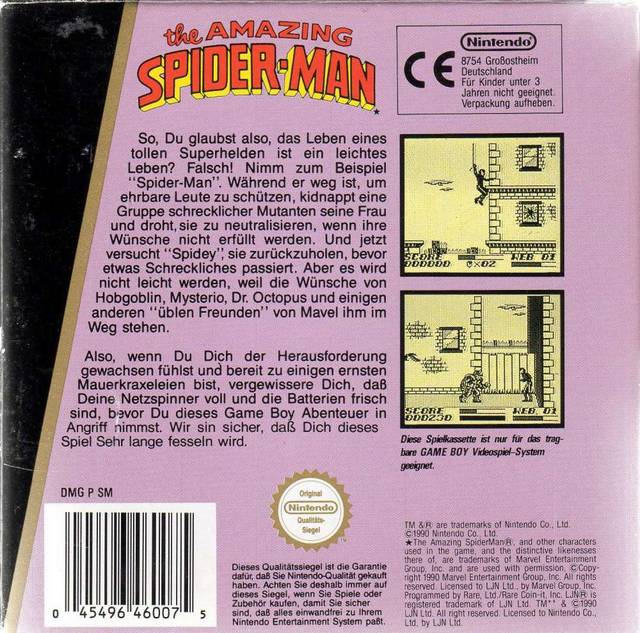 the AMAZING
SPIDER-MAN
So, Du glaubst also, das Leben eines
tollen Superhelden ist ein leichtes
Leben? Falsch! Nimm zum Beispiel
"Spider-Man". Während er weg ist, um
ehrbare Leute zu schützen, kidnappt eine
Gruppe schrecklicher Mutanten seine Frau
und droht, sie zu neutralisieren, wenn ihre
Wünsche nicht erfüllt werden. Und jetzt
versucht "Spidey", sie zurückzuholen, bevor
etwas Schreckliches passiert. Aber es wird
nicht leicht werden, weil die Wünsche von
Hobgoblin, Mysterio, Dr. Octopus und einigen
anderen "üblen Freunden" von Mavel ihm im
Weg stehen.
Also, wenn Du Dich der Herausforderung
gewachsen fühlst und bereit zu einigen ernsten
Mauerkraxeleien bist, vergewissere Dich, daß
Deine Netzspinner voll und die Batterien frisch
sind, bevor Du dieses Game Boy Abenteuer in
Angriff nimmst. Wir sin sicher, daß Dich dieses
Spiel Sehr lange fesseln wird.
DMG P SM
0 45496 46007 5
Original
Nintendo
Qualitäts-
Siegel
Dieses Qualitätssiegel ist die Garantie
dafür, daß Sie Nintendo-Qualität gekauft
haben. Achten Sie deshalb immer auf
dieses Siegel, wenn Sie Spiele oder
Zubehör kaufen, damit Sie sicher
sind, daß alles einwandfrei zu Ihrem
Nintendo Entertainment System paßt.
CE
Nintendo
8754 Großostheim
Deutschland
Für Kinder unter 3
Jahren nicht geeignet.
Verpackung aufheben.
SCORE WEB 01
000000 ×02
SCORE WEB 01
000230
Diese Spielkassette ist nur für das trag-
bare GAME BOY Videospiel-System
geeignet.
TM & ® are trademarks of Nintendo Co., Ltd.
©1990 Nintendo Co., Ltd.
★The Amazing SpiderMan®, and other characters
used in the game, and the distinctive likenesses
there of, are trademarks of Marvel Entertainment
Group, Inc. and are used with permission. ©Copy-
right 1990 Marvel Entertainment Group, Inc. All rights
reserved. Licensed to LJN Ltd., by Marvel Group, Inc.
Programmed by Rare, Ltd./Rare Coin-it, Inc. LJN® is
registered trademark of LJN Ltd. TM* & ©1990
LJN Ltd. All right reserved. Licensed to Nintendo Co.,
Ltd. by LJN Ltd.